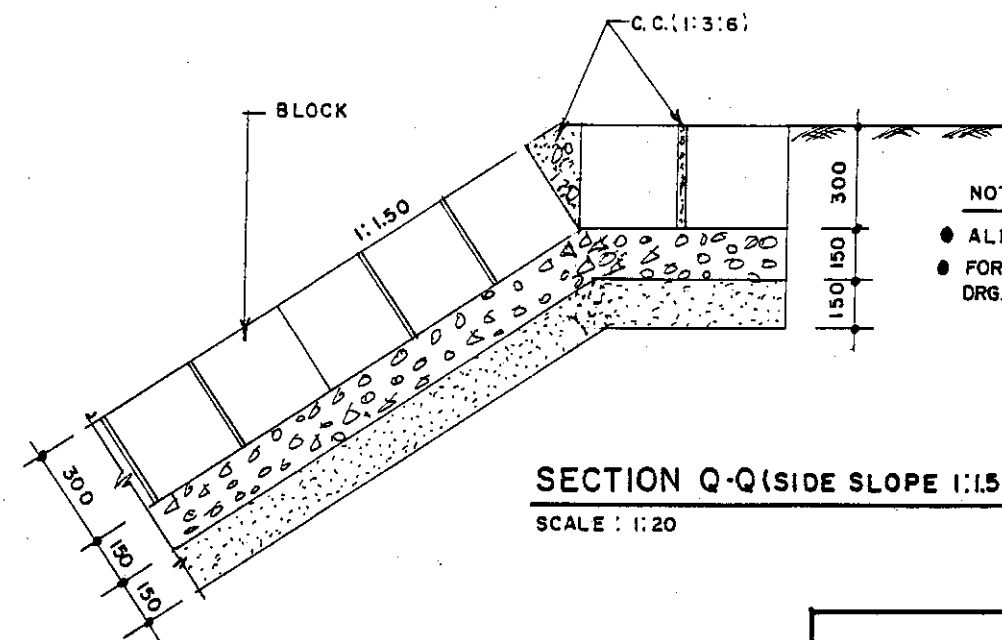 C.C.(1:3:6)
BLOCK
1:1.50
300
150
150
NOT
ALI
FOR
DRG.
300
150
150
SECTION Q-Q (SIDE SLOPE 1:1.5
SCALE : 1:20